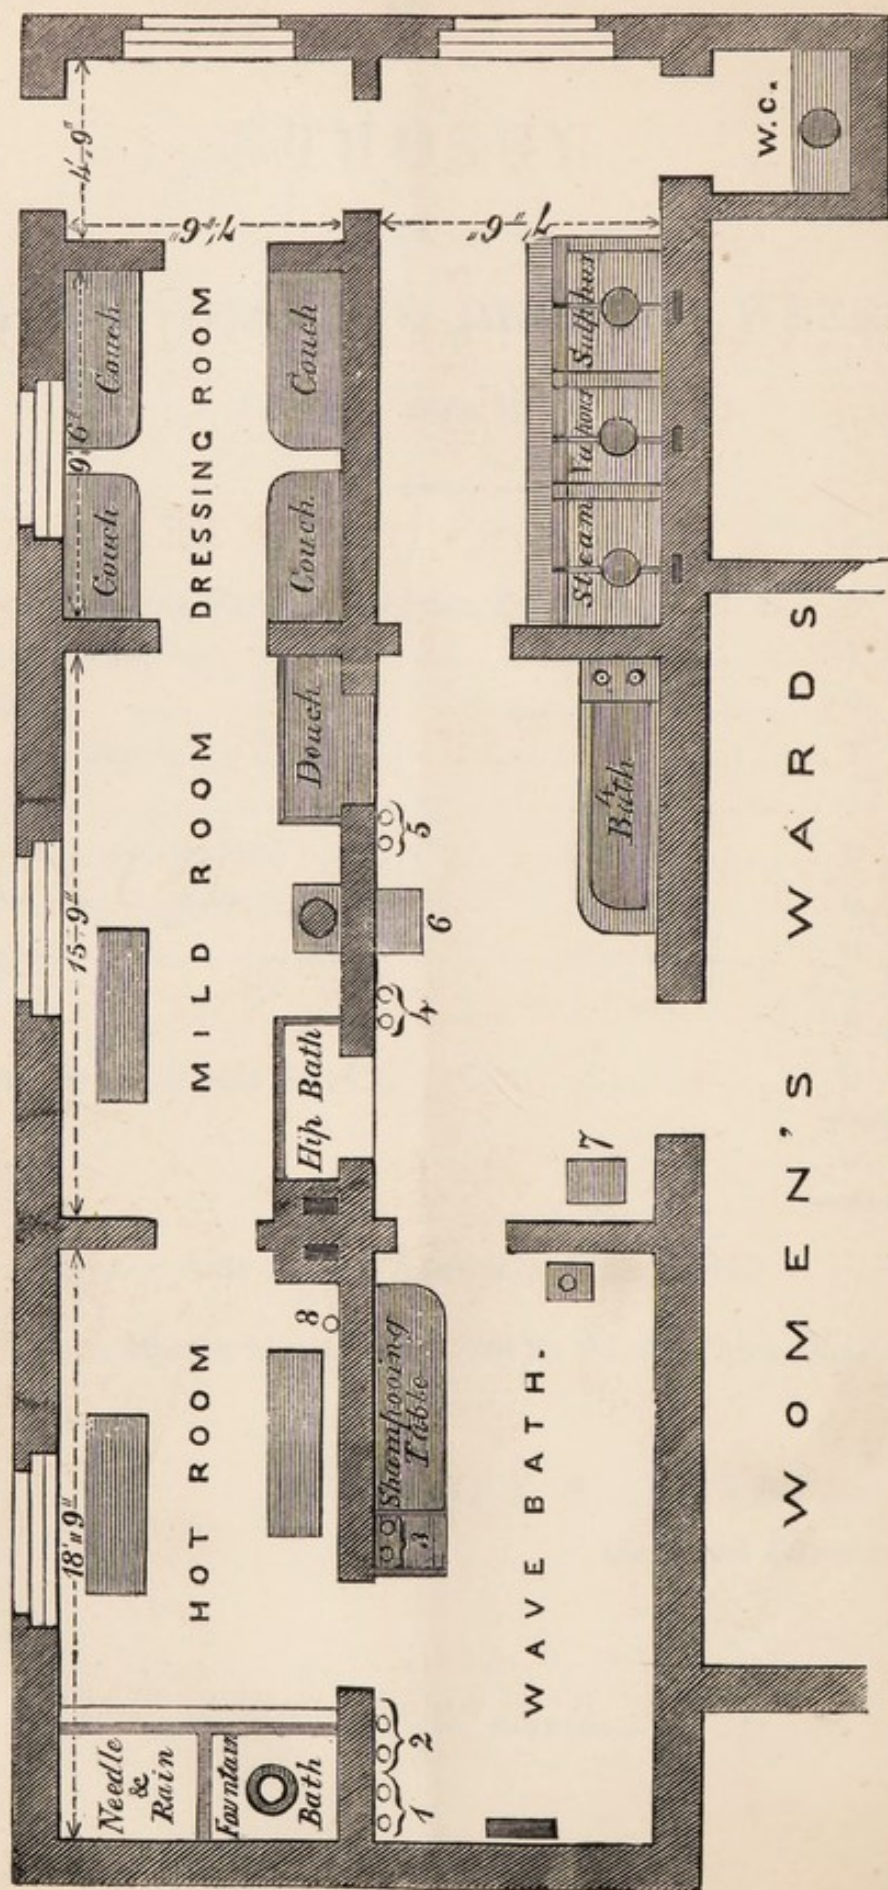 W.C.
4'-9"
7'-6"
7'-6"
Couch
Couch
9'6"
Couch
Couch
DRESSING ROOM
Sulphur
Vapour
Steam
15'-9"
MILD ROOM
Douch
5
6
4
Hip Bath
4
Bath
7
WOMEN'S WARDS
18'"9"
HOT ROOM
8
Shampooing
Table
3
WAVE BATH.
Needle
&
Rain
Fountain
Bath
2
1